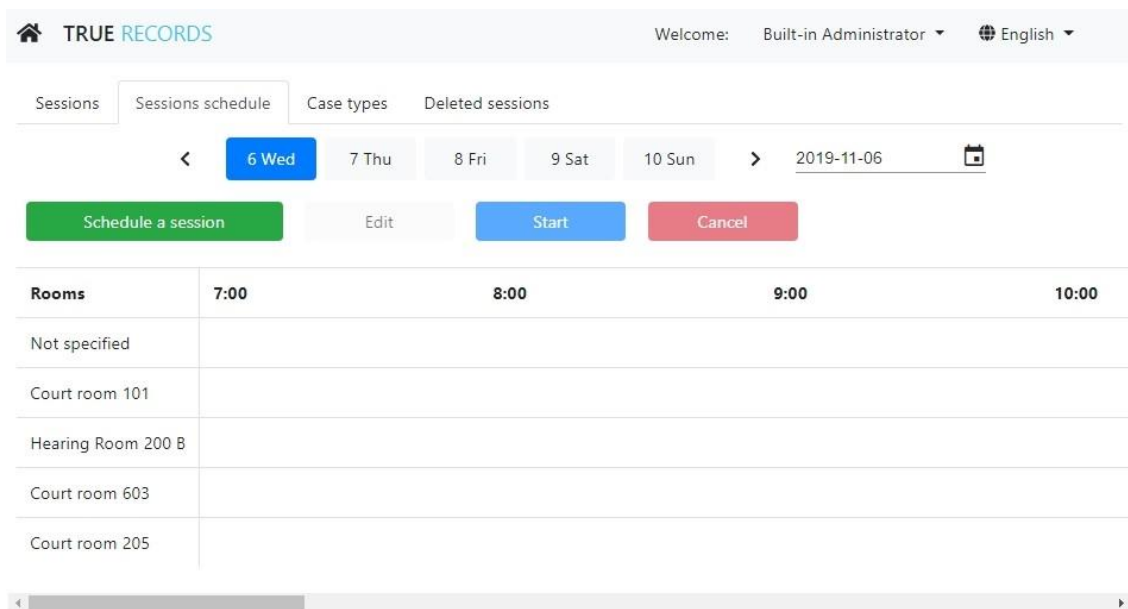 TRUE RECORDS Welcome: Built-in Administrator English
Sessions Sessions schedule Case types Deleted sessions
6 Wed 7 Thu 8 Fri 9 Sat 10 Sun 2019-11-06
Schedule a session Edit Start Cancel
Rooms 7:00 8:00 9:00 10:00
Not specified
Court room 101
Hearing Room 200 B
Court room 603
Court room 205